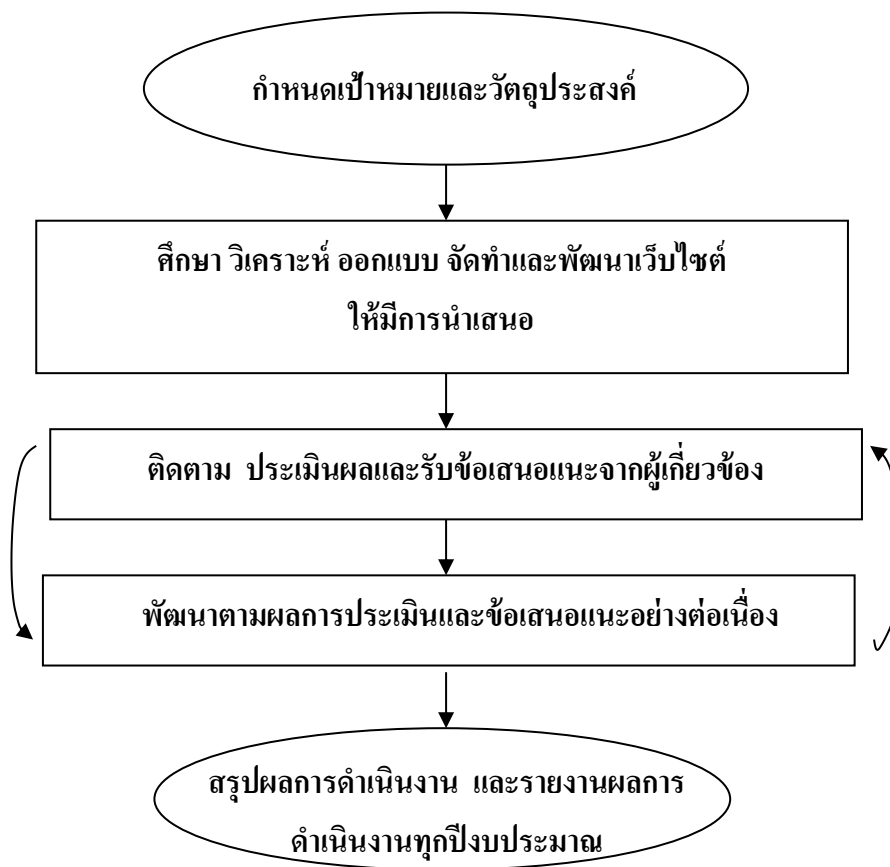 กำหนดเป้าหมายและวัตถุประสงค์
ศึกษา วิเคราะห์ ออกแบบ จัดทำและพัฒนาเว็บไซต์
ให้มีการนำเสนอ
ติดตาม ประเมินผลและรับข้อเสนอแนะจากผู้เกี่ยวข้อง
พัฒนาตามผลการประเมินและข้อเสนอแนะอย่างต่อเนื่อง
สรุปผลการดำเนินงาน และรายงานผลการ
ดำเนินงานทุกปีงบประมาณ